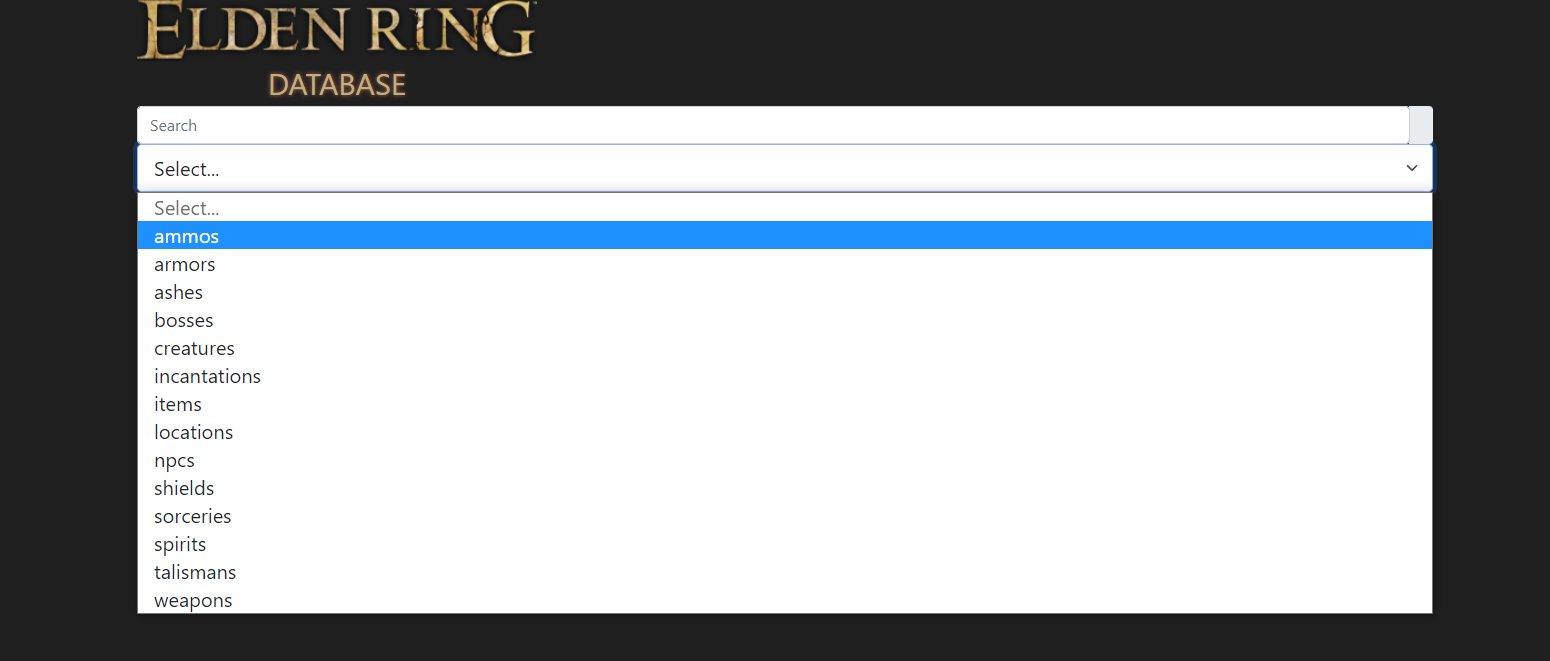 ELDEN RING
DATABASE
Search
Select...
Select...
ammos
armors
ashes
bosses
creatures
incantations
items
locations
npcs
shields
sorceries
spirits
talismans
weapons